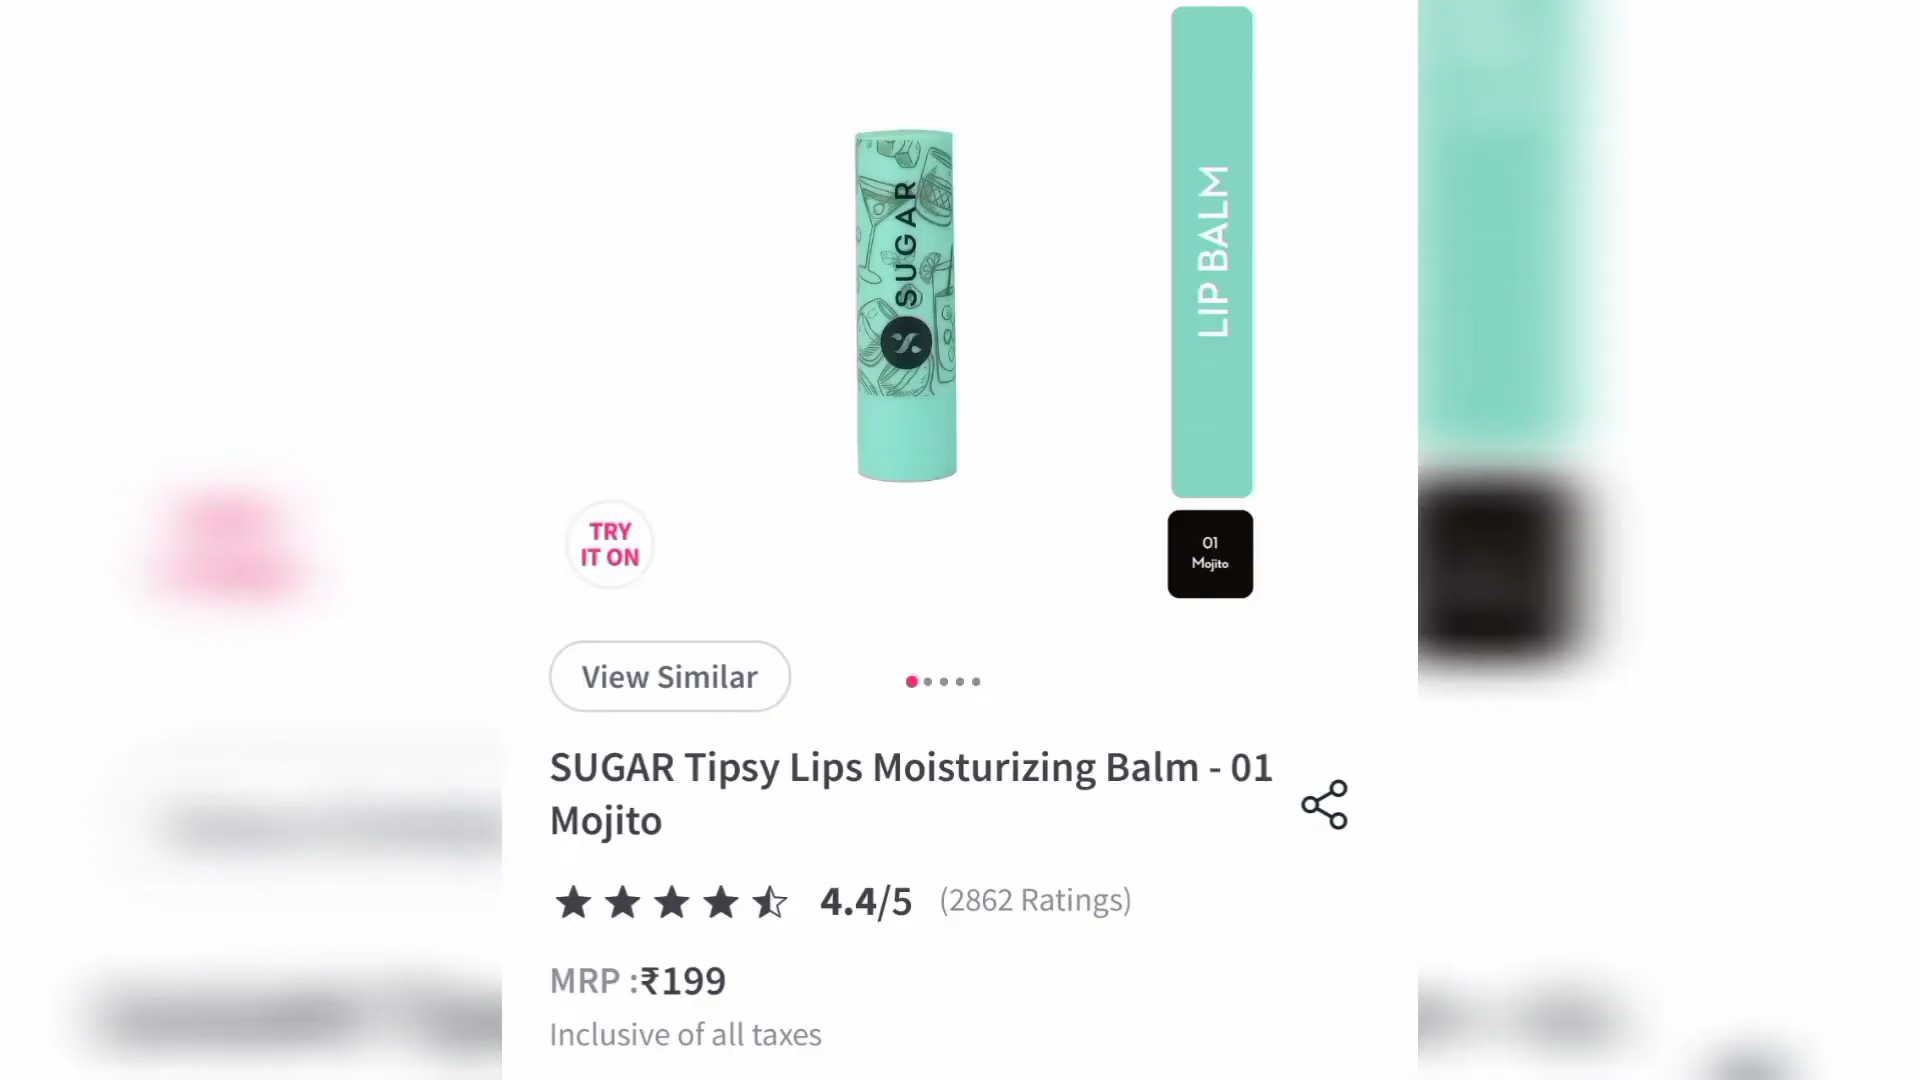 SUGAR
LIP BALM
01
Mojito
TRY
IT ON
View Similar
SUGAR Tipsy Lips Moisturizing Balm - 01
Mojito
4.4/5 (2862 Ratings)
MRP :₹199
Inclusive of all taxes